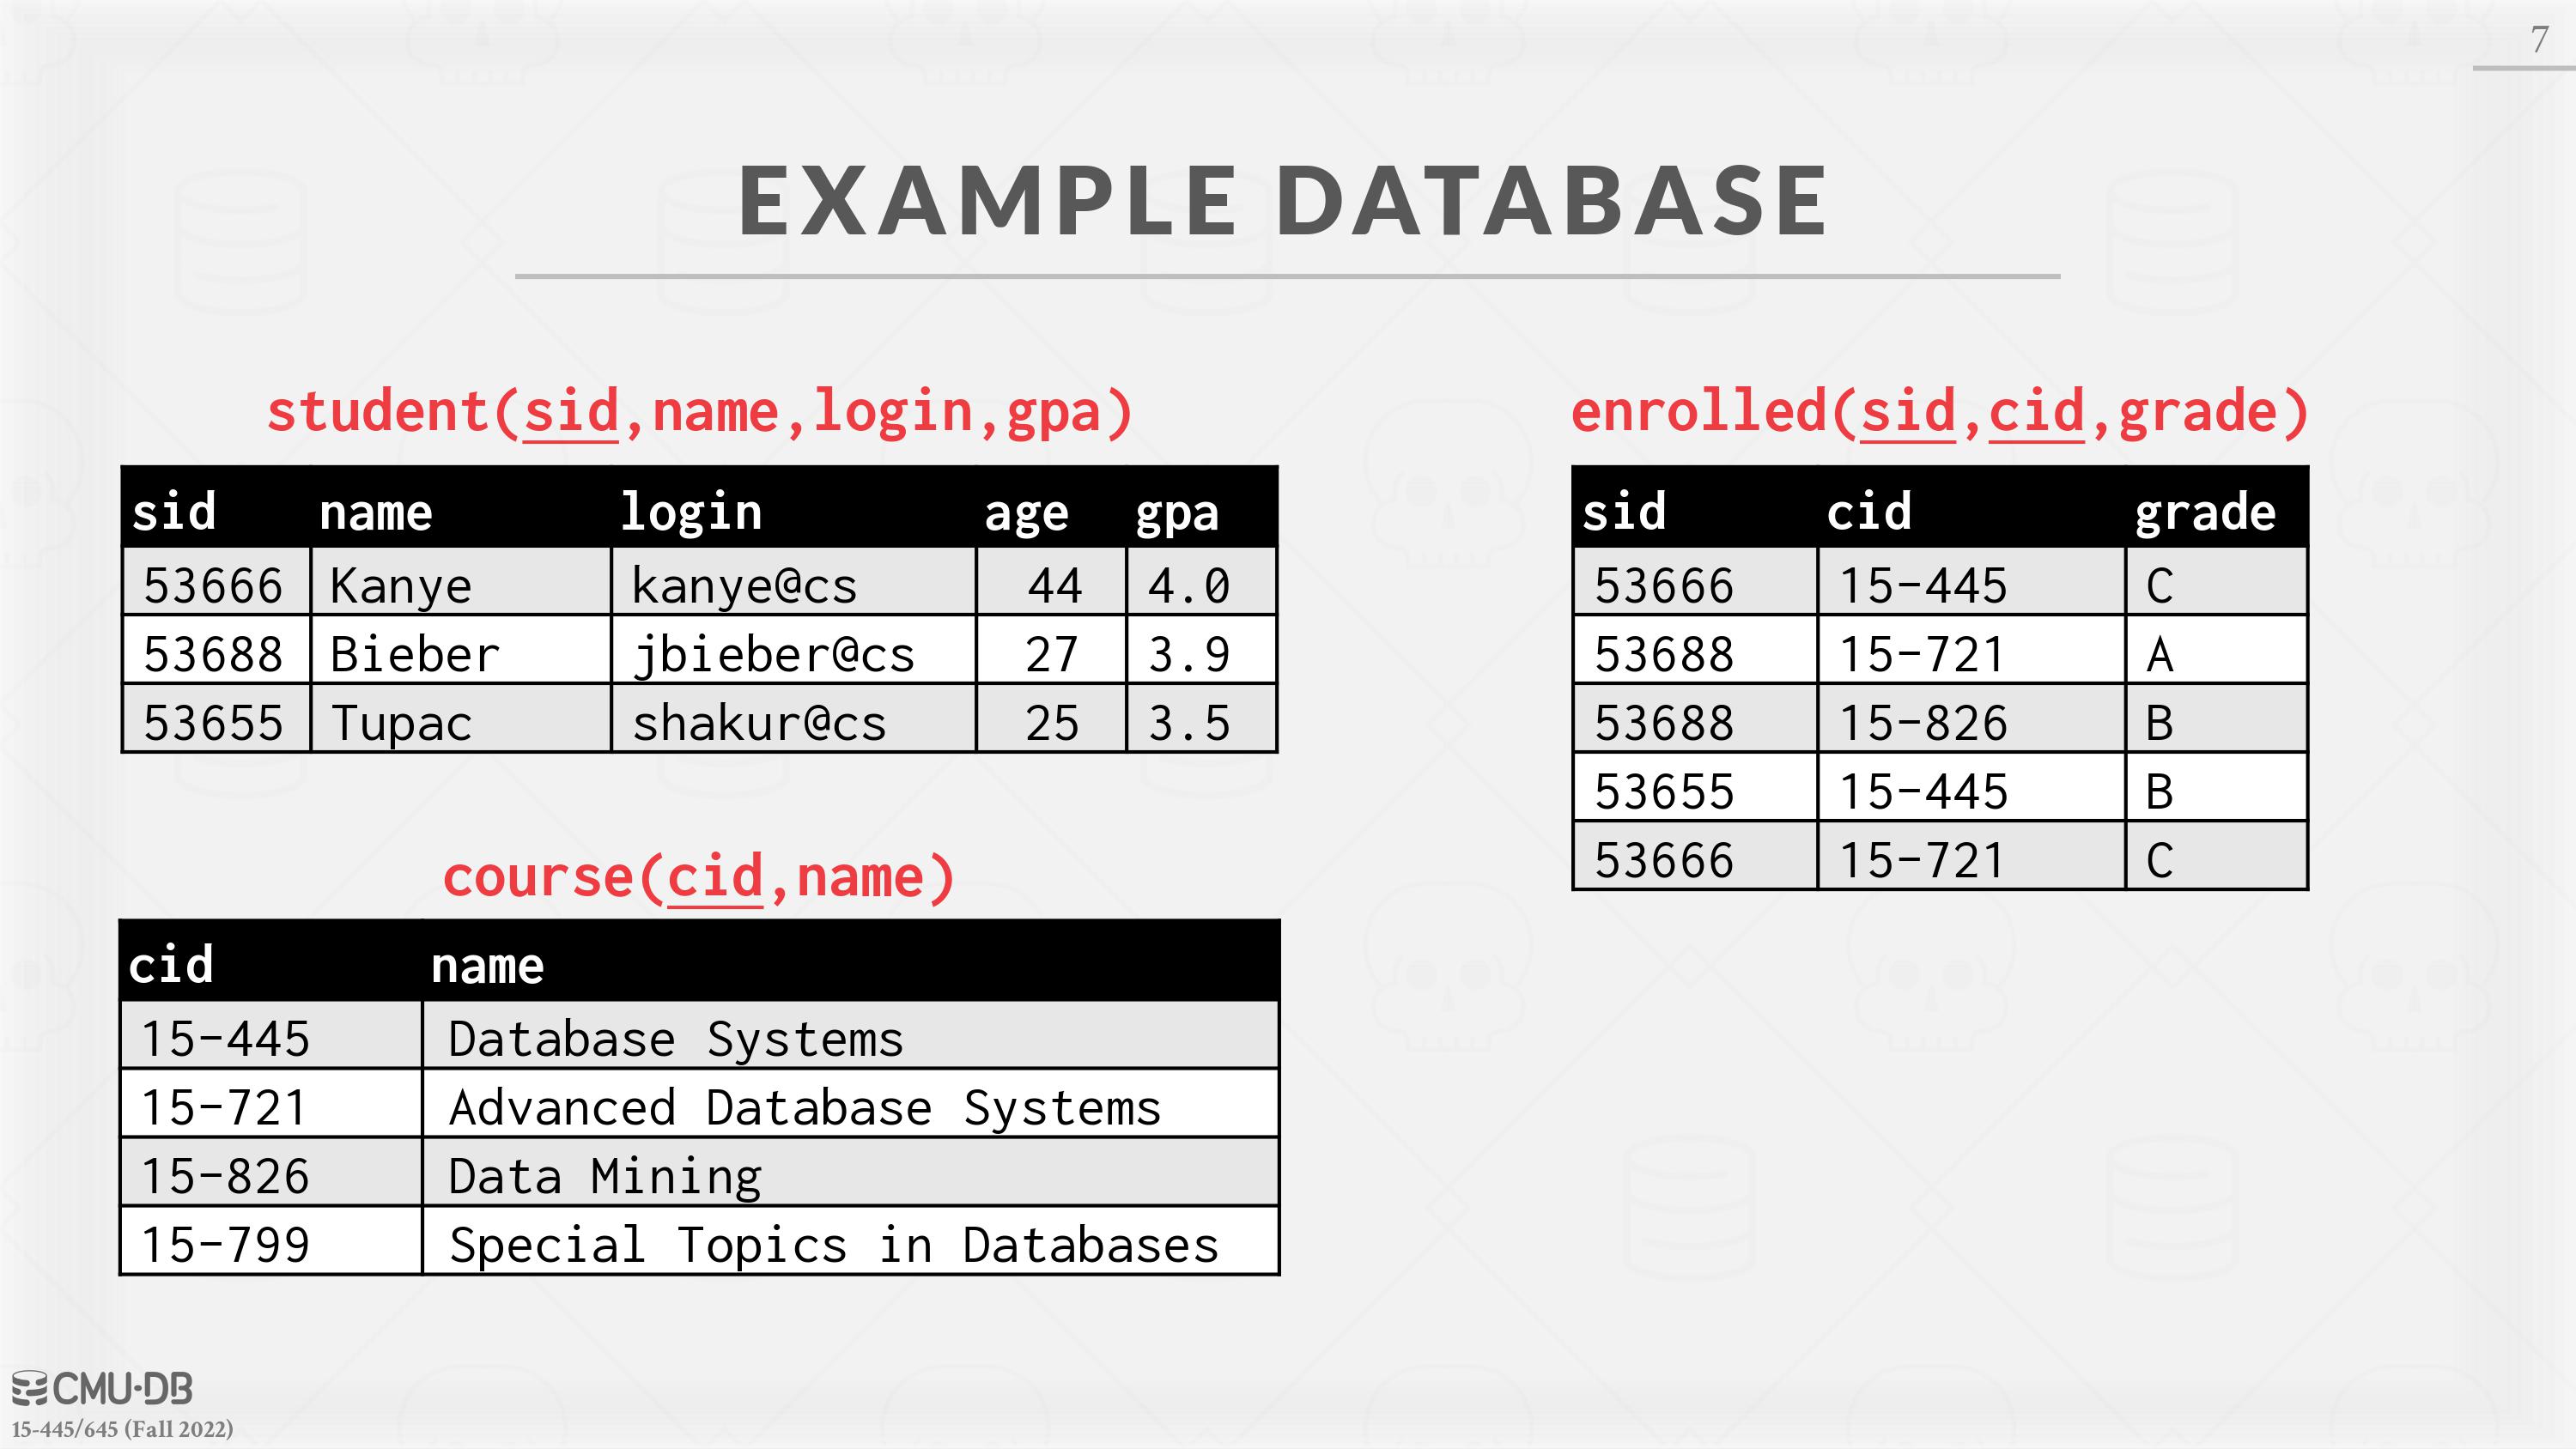 7
EXAMPLE DATABASE
student(sid,name,login,gpa)
sid name login age gpa
53666 Kanye kanye@cs 44 4.0
53688 Bieber jbieber@cs 27 3.9
53655 Tupac shakur@cs 25 3.5
course(cid,name)
cid name
15-445 Database Systems
15-721 Advanced Database Systems
15-826 Data Mining
15-799 Special Topics in Databases
enrolled(sid,cid,grade)
sid cid grade
53666 15-445 C
53688 15-721 A
53688 15-826 B
53655 15-445 B
53666 15-721 C
CMU·DB
15-445/645 (Fall 2022)